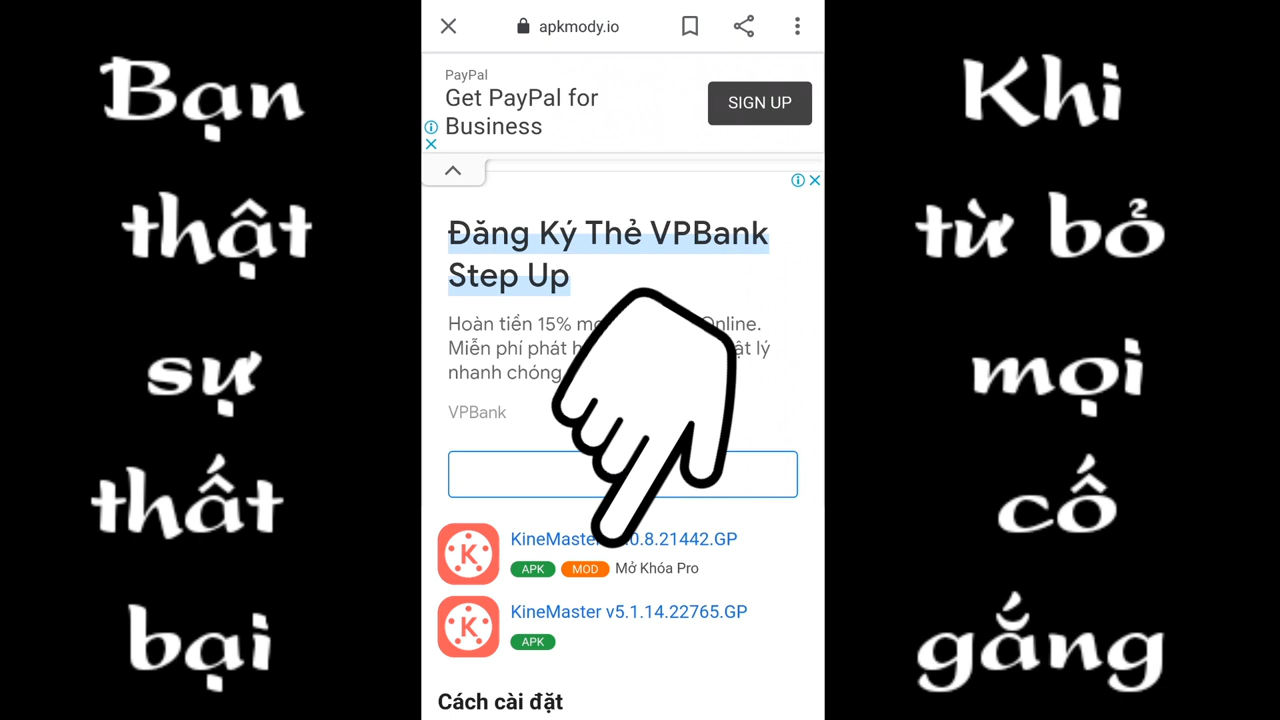 Bạn
thật
sự
thất
bại
apkmody.io
PayPal
Get PayPal for
Business
SIGN UP
Đăng Ký Thẻ VPBank
Step Up
Hoàn tiền 15% Online.
Miễn phí phát lý
nhanh chóng
VPBank
KineMaster .0.8.21442.GP
APK MOD Mở Khóa Pro
KineMaster v5.1.14.22765.GP
APK
Cách cài đặt
Khi
từ bỏ
mọi
cố
gắng